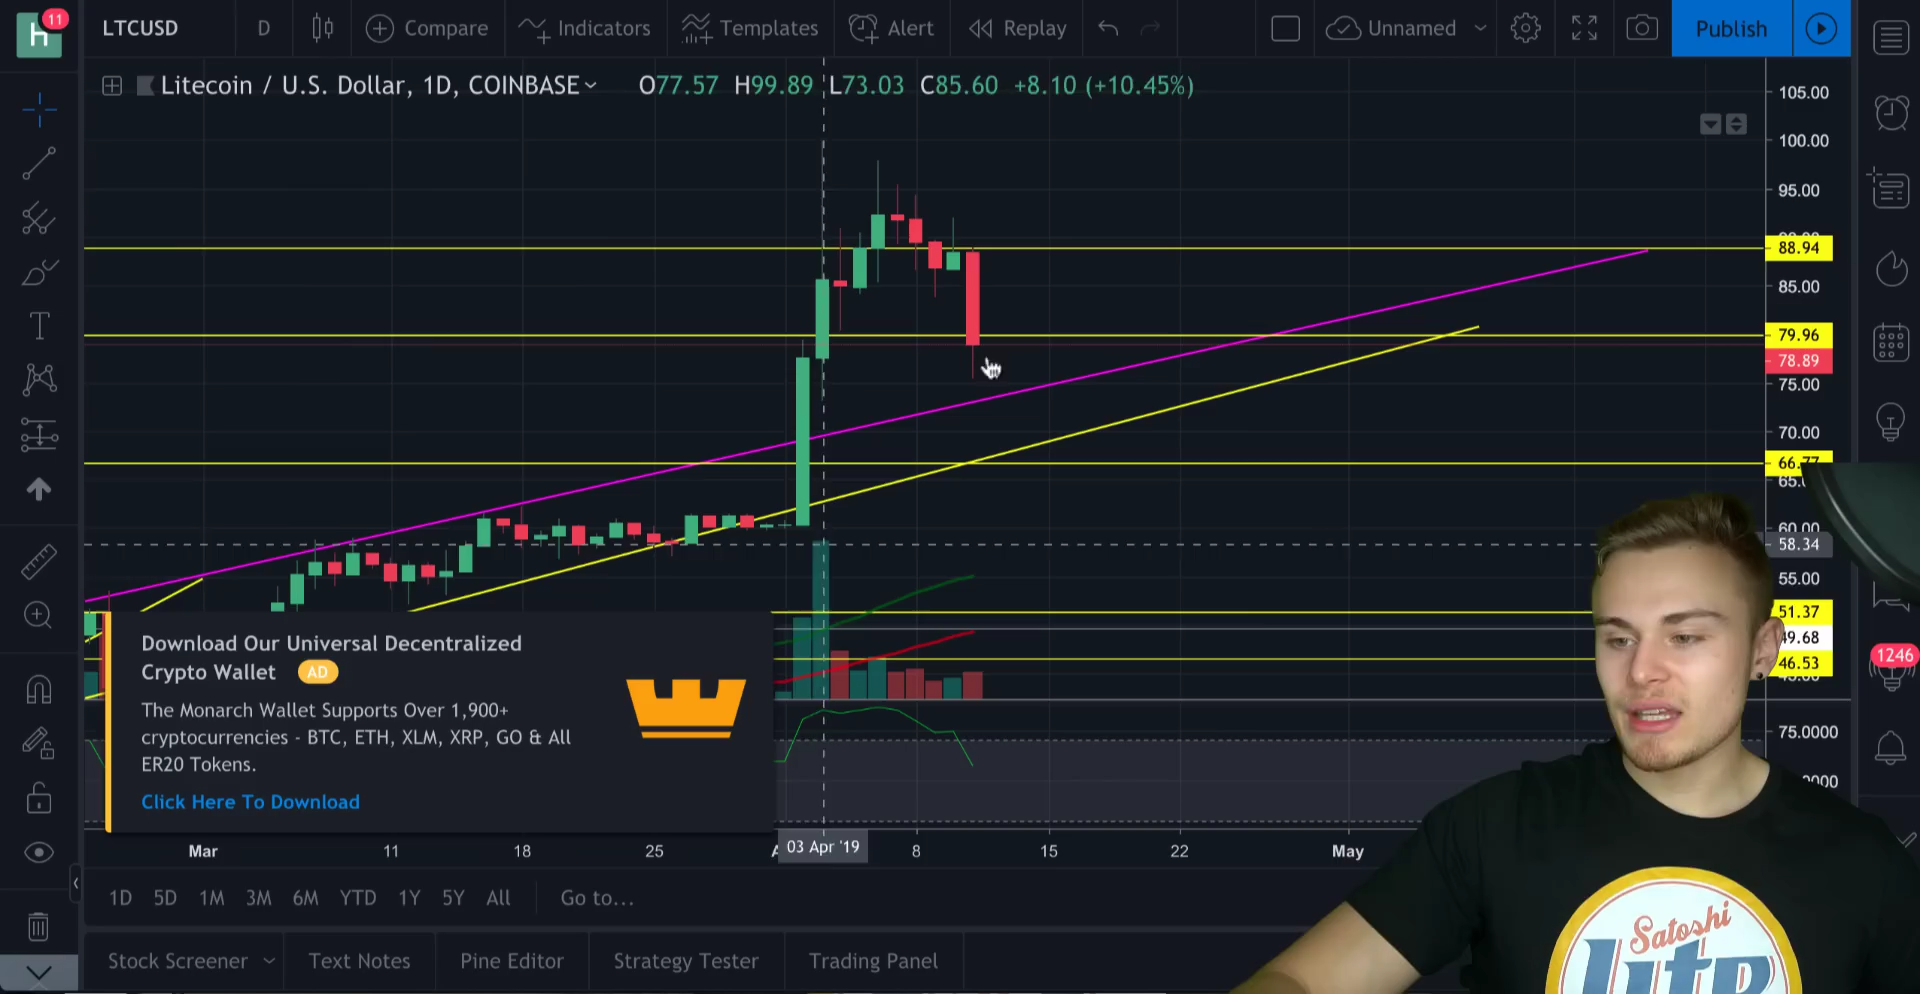 h
11
LTCUSD
D
Compare
Indicators
Templates
Alert
Replay
Unnamed
Publish
Litecoin / U.S. Dollar, 1D, COINBASE
O77.57 H99.89 L73.03 C85.60 +8.10 (+10.45%)
105.00
100.00
95.00
88.94
85.00
79.96
78.89
75.00
70.00
66.77
60.00
58.34
55.00
51.37
49.68
46.53
75.0000
1246
Download Our Universal Decentralized
Crypto Wallet AD
The Monarch Wallet Supports Over 1,900+
cryptocurrencies - BTC, ETH, XLM, XRP, GO & All
ER20 Tokens.
Click Here To Download
Mar
11
18
25
03 Apr '19
8
15
22
May
1D 5D 1M 3M 6M YTD 1Y 5Y All
Go to...
Stock Screener
Text Notes
Pine Editor
Strategy Tester
Trading Panel
Satoshi